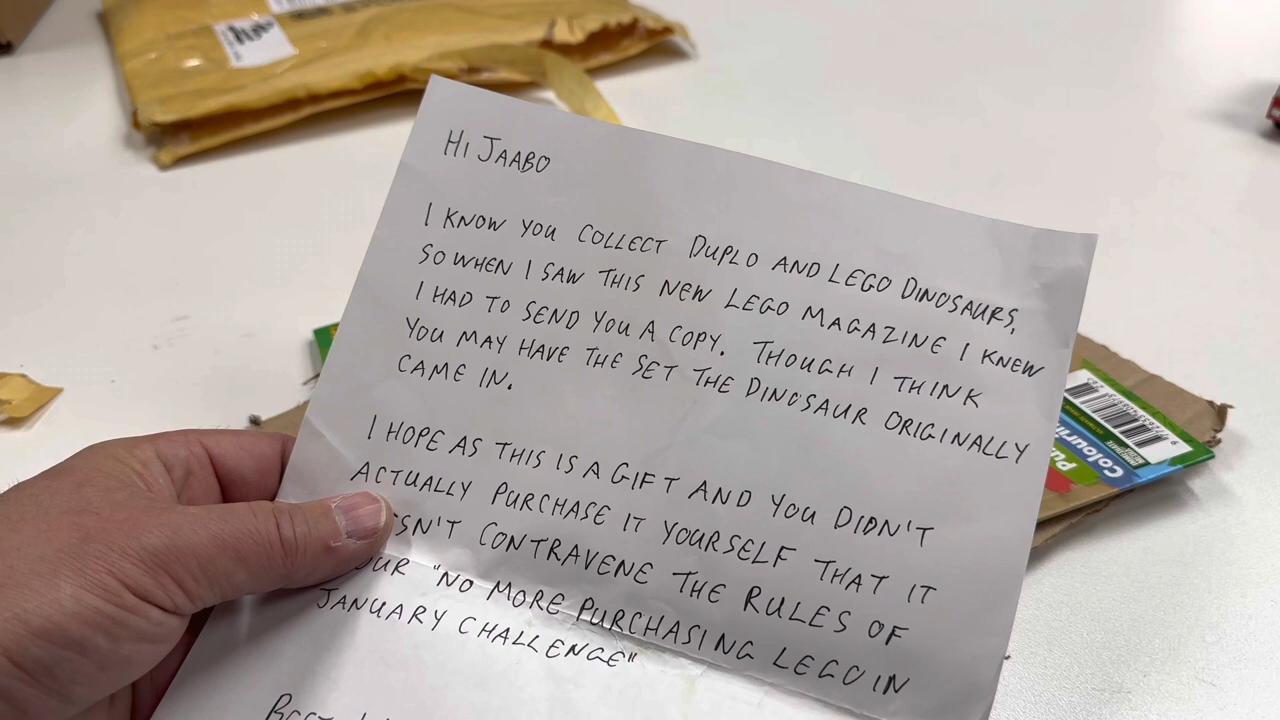 HI JAABO
I KNOW YOU COLLECT DUPLO AND LEGO DINOSAURS,
SO WHEN I SAW THIS NEW LEGO MAGAZINE I KNEW
I HAD TO SEND YOU A COPY. THOUGH I THINK
YOU MAY HAVE THE SET THE DINOSAUR ORIGINALLY
CAME IN.
I HOPE AS THIS IS A GIFT AND YOU DIDN'T
ACTUALLY PURCHASE IT YOURSELF THAT IT
SN'T CONTRAVENE THE RULES OF
OUR "NO MORE PURCHASING LEGO IN
JANUARY CHALLENGE"
Colouri